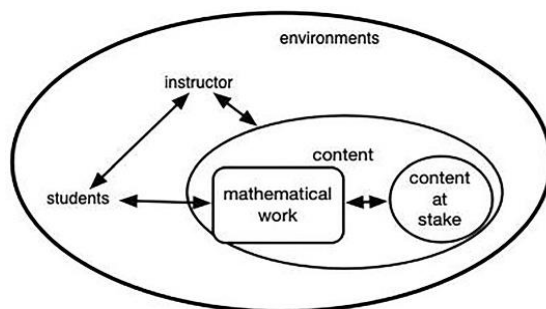 environments
instructor
content
students
mathematical
work
content
at
stake